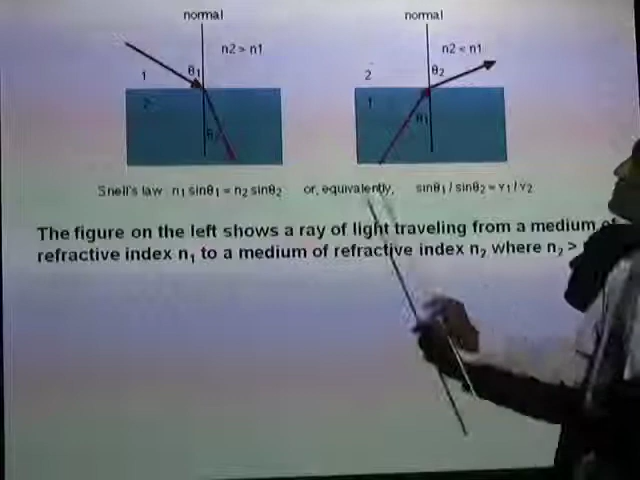 normal
n2 > n1
θ1
1
2
θ2
normal
n2 < n1
θ2
2
1
θ1
Snell's law n1 sinθ1 = n2 sinθ2 or, equivalently, sinθ1 / sinθ2 = v1 / v2
The figure on the left shows a ray of light traveling from a medium of
refractive index n1 to a medium of refractive index n2 where n2 >